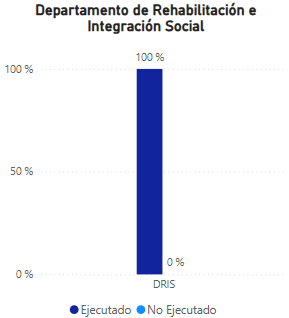 Departamento de Rehabilitación e
Integración Social
100 %
100 %
50 %
0 %
0 %
DRIS
Ejecutado No Ejecutado